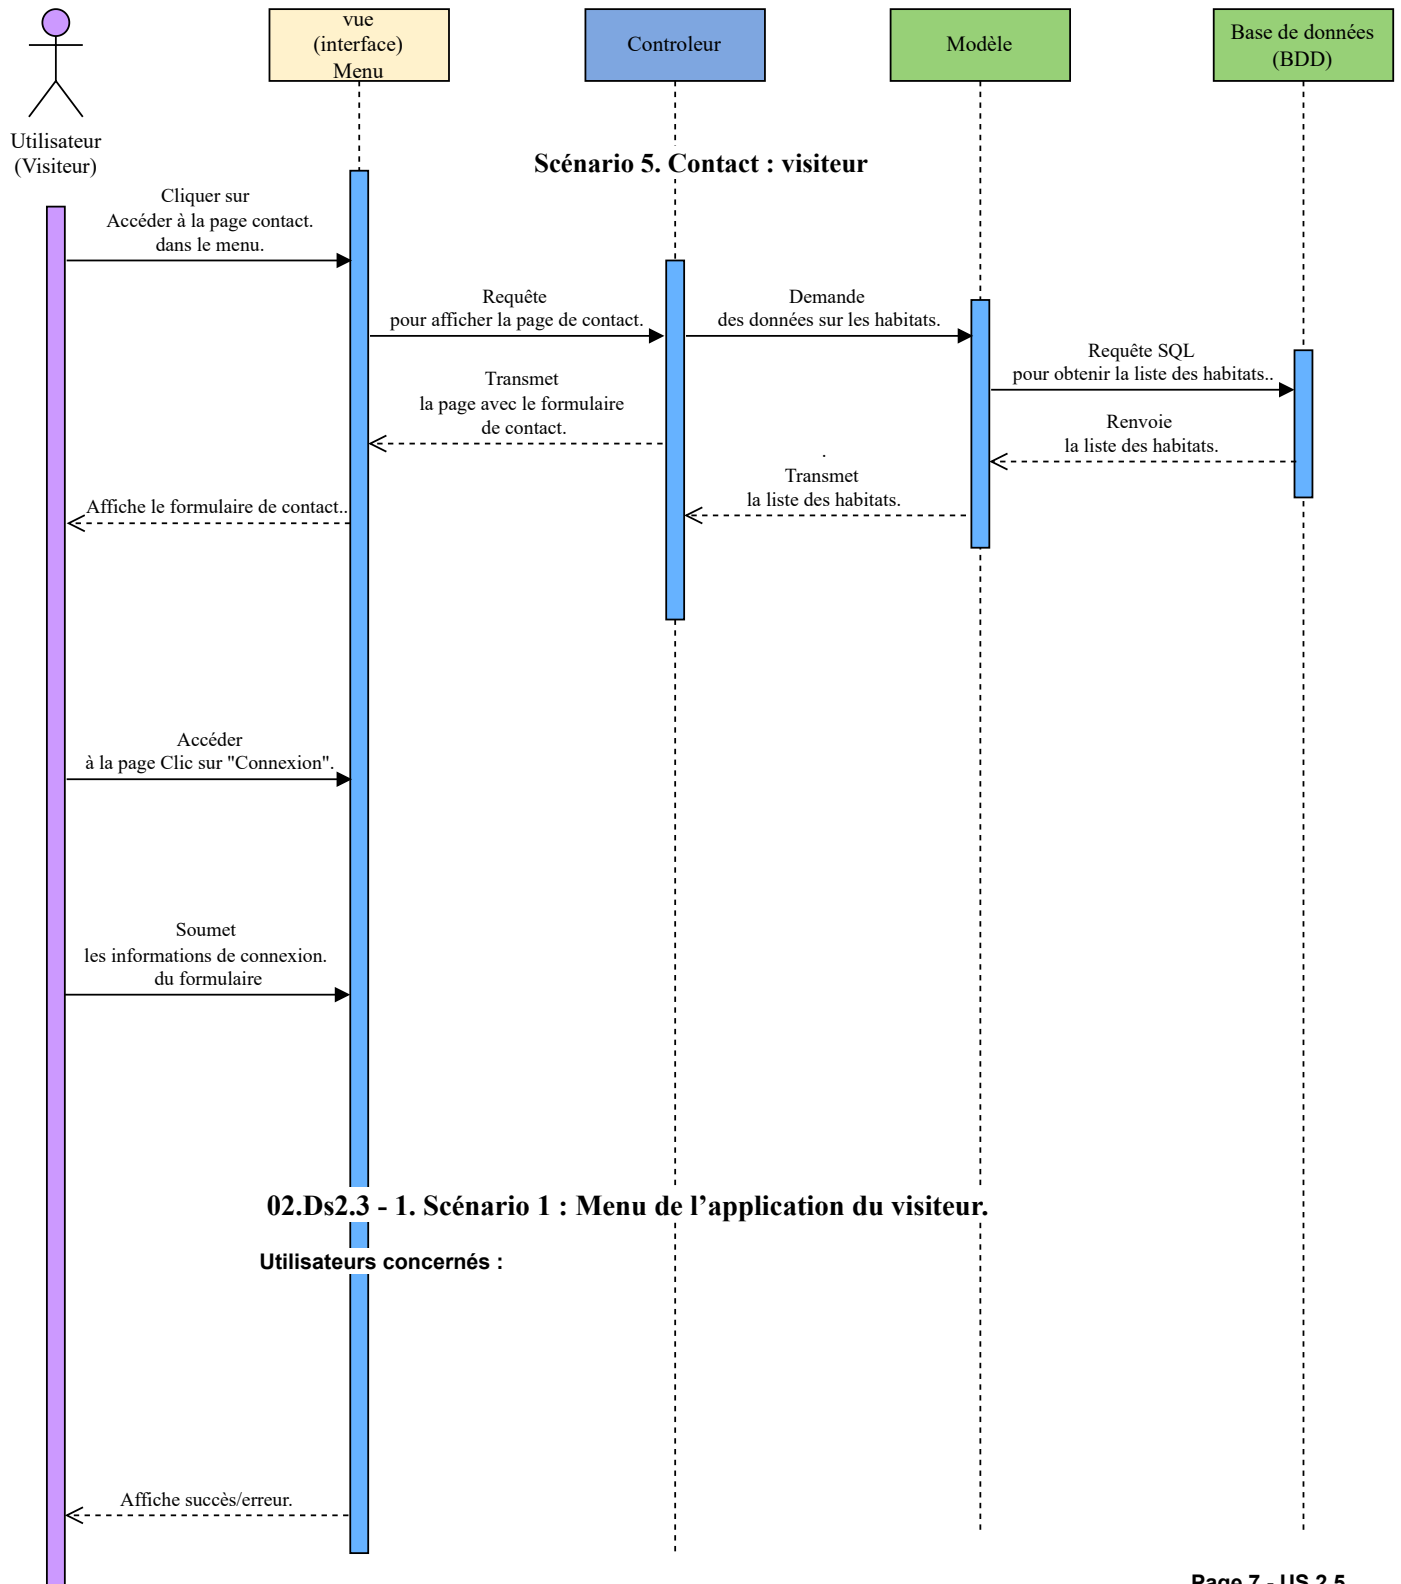 vue
(interface)
Menu
Controleur
Modèle
Base de données
(BDD)
Utilisateur
(Visiteur)
Scénario 5. Contact : visiteur
Cliquer sur
Accéder à la page contact.
dans le menu.
Requête
pour afficher la page de contact.
Demande
des données sur les habitats.
Requête SQL
pour obtenir la liste des habitats..
Transmet
la page avec le formulaire
de contact.
Renvoie
la liste des habitats.
.
Transmet
la liste des habitats.
Affiche le formulaire de contact..
Accéder
à la page Clic sur "Connexion".
Soumet
les informations de connexion.
du formulaire
02.Ds2.3 - 1. Scénario 1 : Menu de l’application du visiteur.
Utilisateurs concernés :
Affiche succès/erreur.
Page 7 - US 2.5